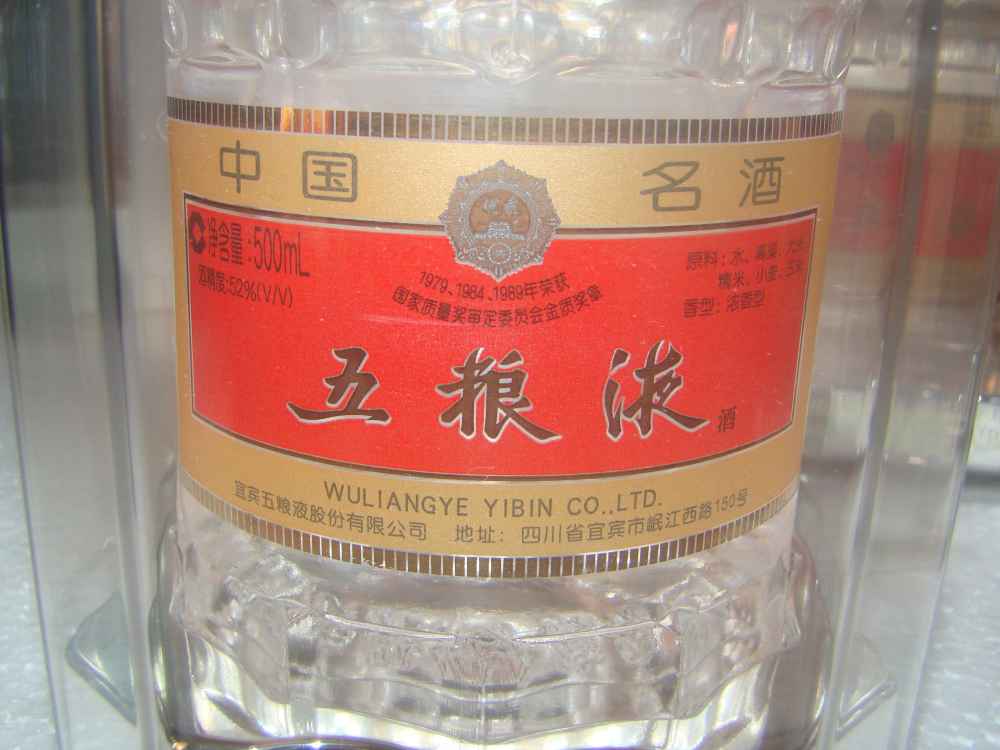 中国 名酒
净含量:500mL
酒精度:52%(V/V)
1979、1984、1989年荣获
国家质量奖审定委员会金质奖章
原料:水、高粱、大米
糯米、小麦、玉米
香型:浓香型
五粮液酒
WULIANGYE YIBIN CO.,LTD.
宜宾五粮液股份有限公司 地址:四川省宜宾市岷江西路150号